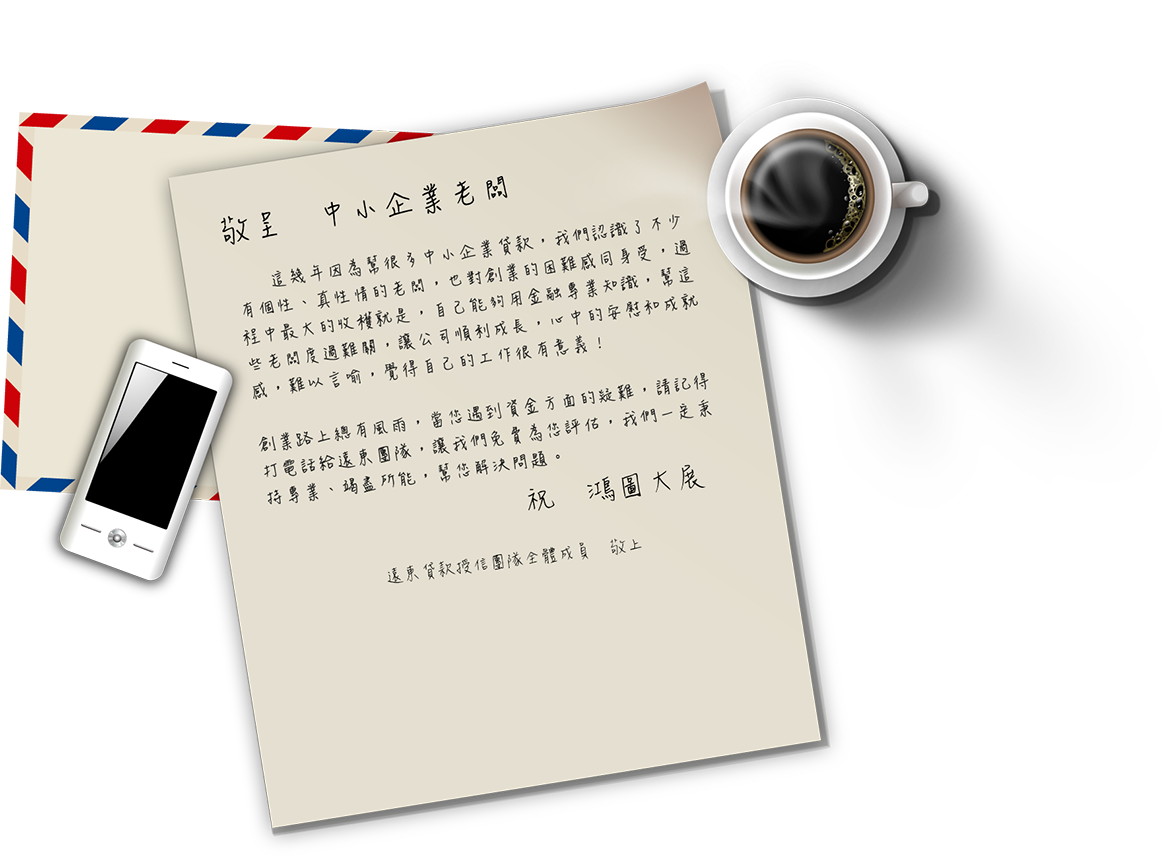 敬呈　中小企業老闆
這幾年因為幫很多中小企業貸款，我們認識了不少
有個性、真性情的老闆，也對創業的困難感同身受，過
程中最大的收穫就是，自己能夠用金融專業知識，幫這
些老闆度過難關，讓公司順利成長，心中的安慰和成就
感，難以言喻，覺得自己的工作很有意義！
創業路上總有風雨，當您遇到資金方面的疑難，請記得
打電話給遠東團隊，讓我們免費為您評估，我們一定秉
持專業、竭盡所能，幫您解決問題。
祝　鴻圖大展
遠東貸款授信團隊全體成員　敬上